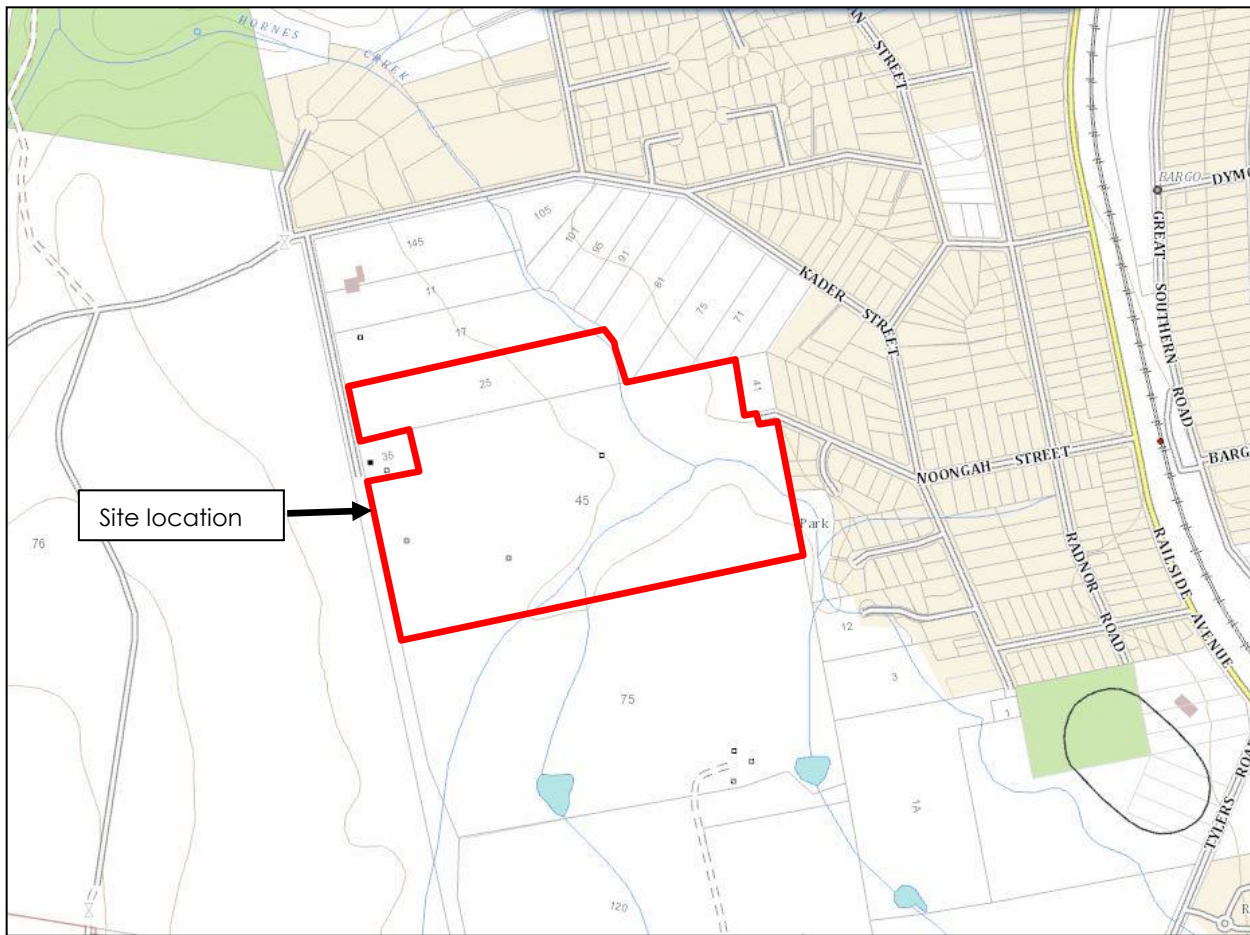 HORNES
CREEK
STREET
BARGO
DYMO
GREAT SOUTHERN ROAD
105
145
101
95
91
81
75
71
11
KADER STREET
17
25
41
35
NOONGAH STREET
BARG
Site location
45
Park
76
RADNOR ROAD
RAILSIDE AVENUE
12
3
75
1
1A
TYLERS ROA
120
R